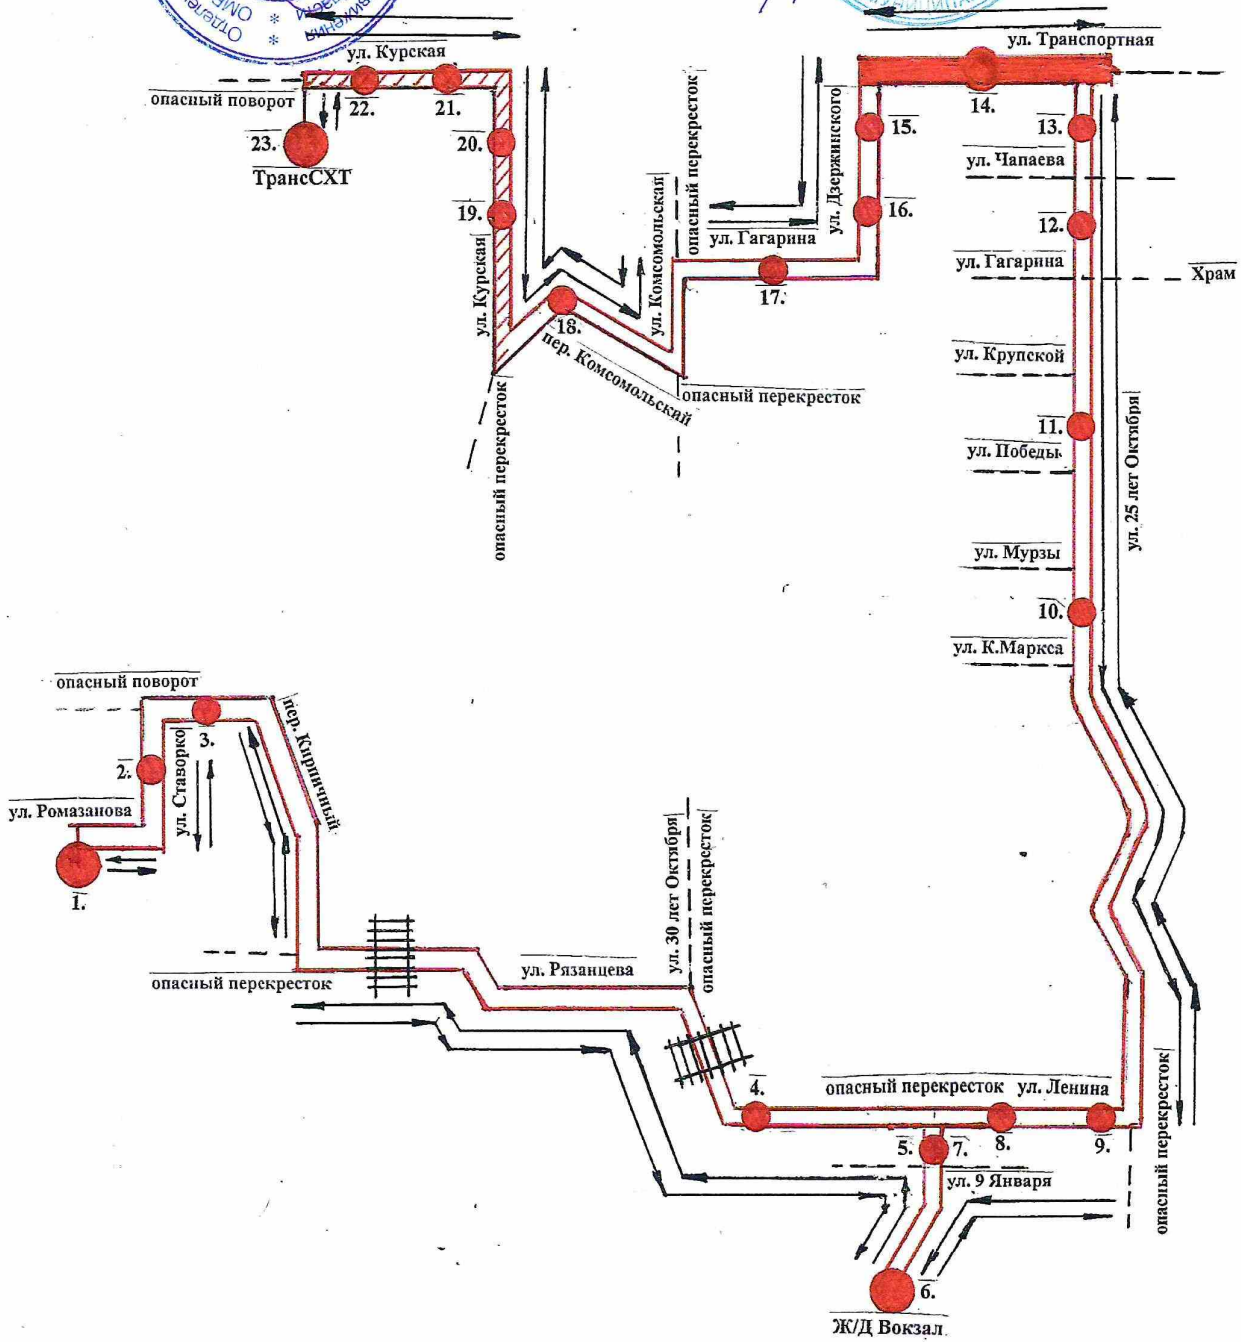 Отделен
ул. Курская
ул. Транспортная
опасный поворот
22.
21.
14.
23.
ТрансСХТ
20.
19.
ул. Курская
18.
пер. Комсомольский
опасный перекресток
ул. Комсомольская
опасный перекресток
опасный перекресток
ул. Гагарина
17.
ул. Дзержинского
15.
16.
13.
ул. Чапаева
12.
ул. Гагарина
Храм
ул. Крупской
11.
ул. Победы
ул. 25 лет Октября
ул. Мурзы
10.
ул. К.Маркса
опасный поворот
3.
2.
ул. Ставорко
пер. Кирпичный
ул. Ромазанова
1.
опасный перекресток
ул. Рязанцева
ул. 30 лет Октября
опасный перекресток
4.
опасный перекресток
ул. Ленина
5.
7.
8.
9.
ул. 9 Января
опасный перекресток
6.
Ж/Д Вокзал